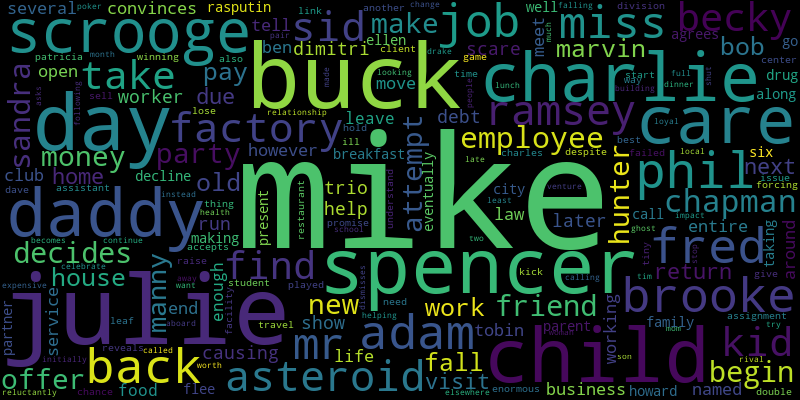 several
poker
another
change
falling
division
convinces
rasputin
link
tell
sid
make
job
well
miss
becky
scrooge
patricia
month
winning
also
ben
dimitri
ellen
client
drake
meet
much
marvin
agrees
bob
go
center
pair
made
buck
game
scare
charlie
open
take
pay
move
looking
time
people
start
full
way
drug
sandra
asks
following
worker
due
lunch
building
dinner
shut
along
day
sell
lose
relationship
hold
leave
debt
ramsey
best
loyal
issue
care
factory
ill
attempt
employee
late
charles
despite
failed
local
six
money
party
however
breakfast
understand
eventually
phil
next
forcing
club
home
decline
old
trio
mike
city
hunter
chapman
dave
assistant
instead
thing
health
present
restaurant
help
law
later
call
impact
entire
taking
around
daddy
run
promise
school
least
venture
ghost
becomes
continue
making
accepts
two
fred
decides
celebrate
raise
find
spencer
kick
tiny
stop
return
house
manny
enough
student
dismisses
calling
tim
give
expensive
away
want
facility
played
need
helping
brooke
julie
service
end
new
work
friend
working
assignment
partner
leaf
aboard
travel
show
mr
adam
tobin
parent
family
mom
try
reveals
causing
life
fall
child
son
rival
kid
initially
back
called
worth
begin
offer
food
flee
asteroid
visit
business
howard
named
reluctantly
chance
elsewhere
enormous
double